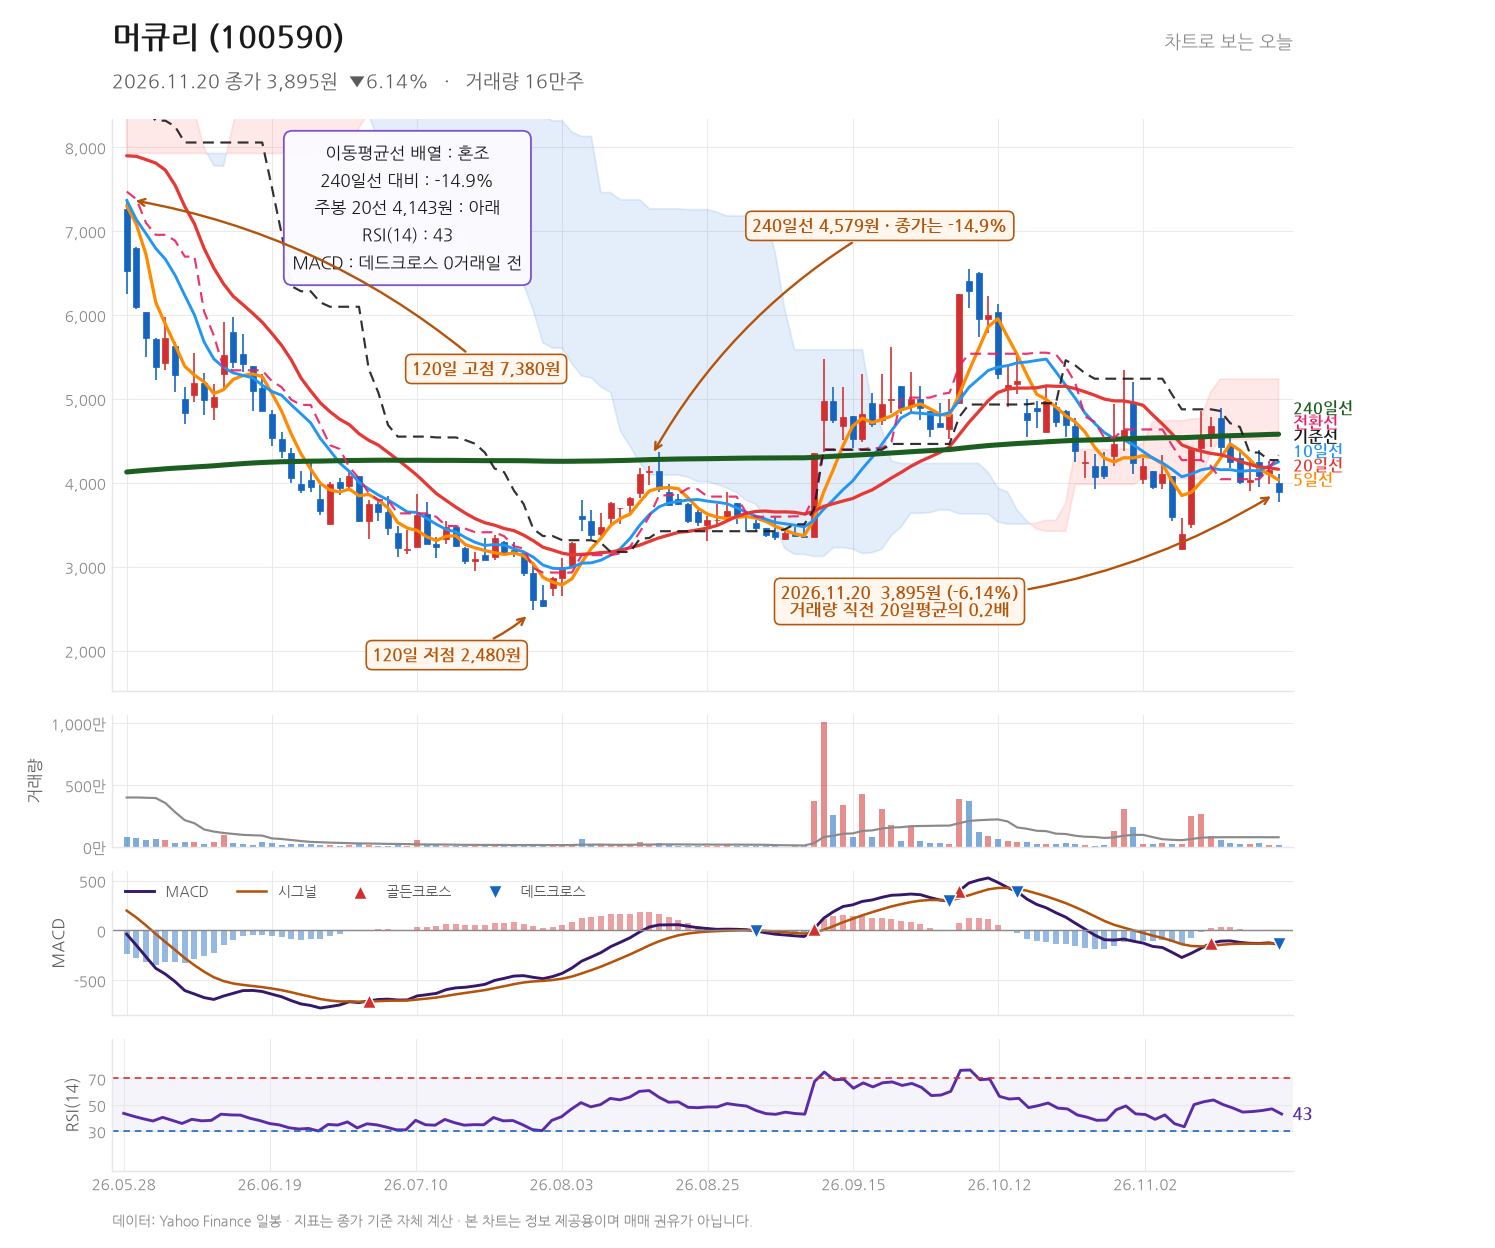 머큐리 (100590)
차트로 보는 오늘
2026.11.20 종가 3,895원 ▼6.14% · 거래량 16만주
8,000
7,000
6,000
5,000
4,000
3,000
2,000
이동평균선 배열 : 혼조
240일선 대비 : -14.9%
주봉 20선 4,143원 : 아래
RSI(14) : 43
MACD : 데드크로스 0거래일 전
240일선 4,579원 · 종가는 -14.9%
120일 고점 7,380원
2026.11.20 3,895원 (-6.14%)
거래량 직전 20일평균의 0.2배
120일 저점 2,480원
240일선
전환선
기준선
10일선
20일선
5일선
거래량
1,000만
500만
0만
MACD
500
0
-500
MACD
시그널
골든크로스
데드크로스
RSI(14)
70
50
30
43
26.05.28
26.06.19
26.07.10
26.08.03
26.08.25
26.09.15
26.10.12
26.11.02
데이터: Yahoo Finance 일봉 · 지표는 종가 기준 자체 계산 · 본 차트는 정보 제공용이며 매매 권유가 아닙니다.